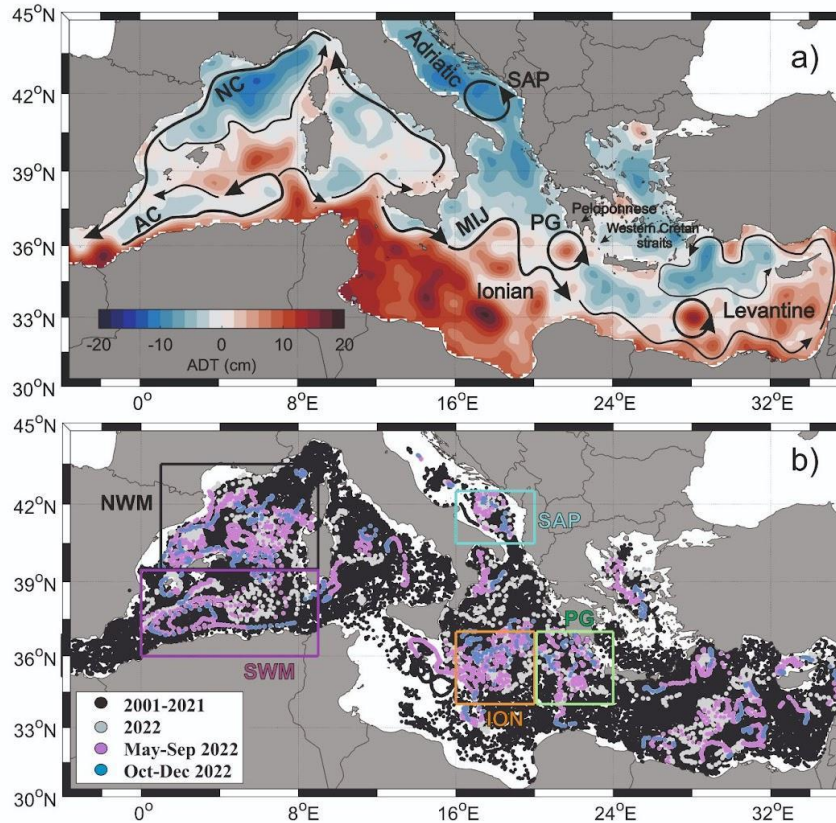 45°N
a)
Adriatic
SAP
NC
42°N
39°N
Peloponnese
Western Cretan
straits
PG
MIJ
AC
36°N
Ionian
Levantine
33°N
-20 -10 0 10 20
ADT (cm)
30°N
0° 8°E 16°E 24°E 32°E
45°N
b)
NWM
42°N
SAP
39°N
PG
36°N
SWM
ION
33°N
2001-2021
2022
May-Sep 2022
Oct-Dec 2022
30°N
0° 8°E 16°E 24°E 32°E